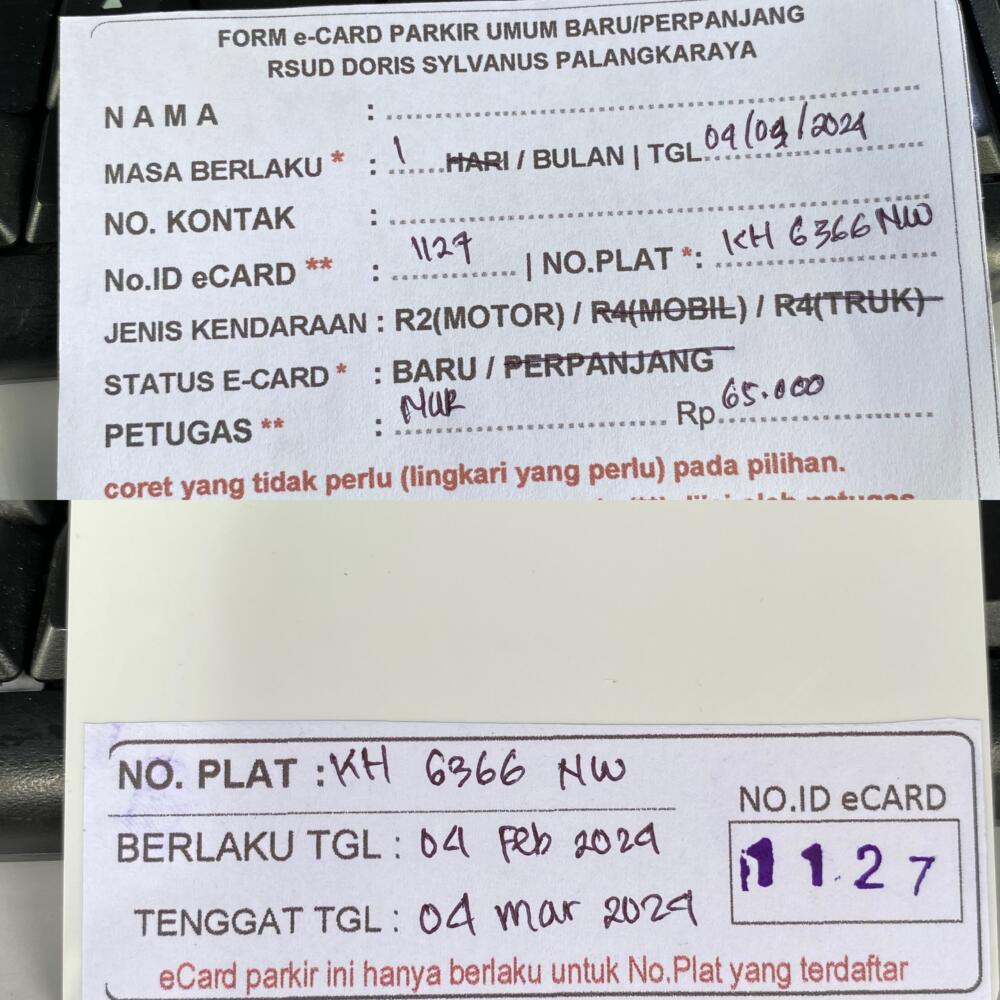 FORM e-CARD PARKIR UMUM BARU/PERPANJANG
RSUD DORIS SYLVANUS PALANGKARAYA
NAMA :
MASA BERLAKU * : 1 HARI / BULAN | TGL 04/04/2024
NO. KONTAK :
No.ID eCARD ** : 1127 | NO.PLAT *: KH 6366 NW
JENIS KENDARAAN : R2(MOTOR) / R4(MOBIL) / R4(TRUK)
STATUS E-CARD * : BARU / PERPANJANG
PETUGAS ** : NUR Rp 65.000
coret yang tidak perlu (lingkari yang perlu) pada pilihan.
NO. PLAT : KH 6366 NW
BERLAKU TGL : 04 Feb 2024
TENGGAT TGL : 04 mar 2024
NO.ID eCARD
1127
eCard parkir ini hanya berlaku untuk No.Plat yang terdaftar